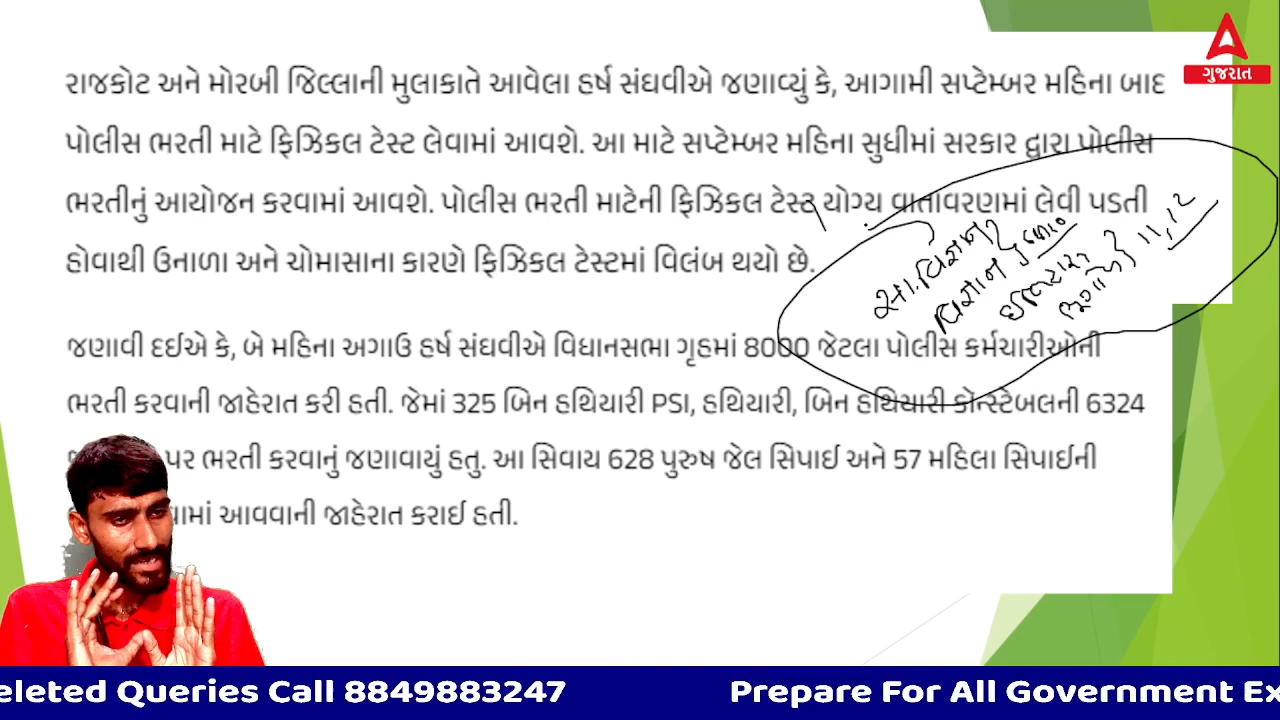 ગુજરાત
રાજકોટ અને મોરબી જિલ્લાની મુલાકાતે આવેલા હર્ષ સંઘવીએ જણાવ્યું કે, આગામી સપ્ટેમ્બર મહિના બાદ
પોલીસ ભરતી માટે ફિઝિકલ ટેસ્ટ લેવામાં આવશે. આ માટે સપ્ટેમ્બર મહિના સુધીમાં સરકાર દ્વારા પોલીસ
ભરતીનું આયોજન કરવામાં આવશે. પોલીસ ભરતી માટેની ફિઝિકલ ટેસ્ટ યોગ્ય વાતાવરણમાં લેવી પડતી
હોવાથી ઉનાળા અને ચોમાસાના કારણે ફિઝિકલ ટેસ્ટમાં વિલંબ થયો છે.
સા.વિજ્ઞાન
વિજ્ઞાન
11, 12
જણાવી દઈએ કે, બે મહિના અગાઉ હર્ષ સંઘવીએ વિધાનસભા ગૃહમાં 8000 જેટલા પોલીસ કર્મચારીઓની
ભરતી કરવાની જાહેરાત કરી હતી. જેમાં 325 બિન હથિયારી PSI, હથિયારી, બિન હથિયારી કોન્સ્ટેબલની 6324
પર ભરતી કરવાનું જણાવાયું હતુ. આ સિવાય 628 પુરુષ જેલ સિપાઈ અને 57 મહિલા સિપાઈની
આવવાની જાહેરાત કરાઈ હતી.
eleted Queries Call 8849883247 Prepare For All Government Ex